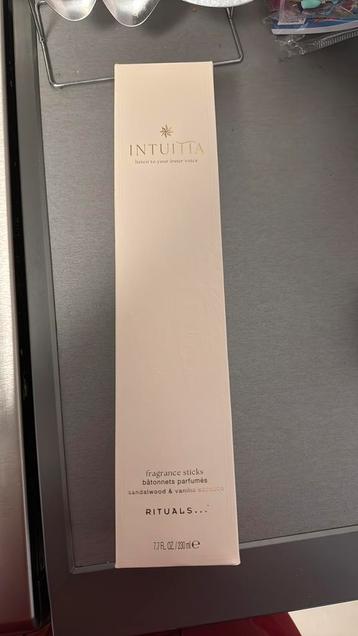 INTUITIA
listen to your inner voice
fragrance sticks
bâtonnets parfumés
sandalwood & vanilla
RITUALS...
7.7 FL. OZ. / 230 ml ℮